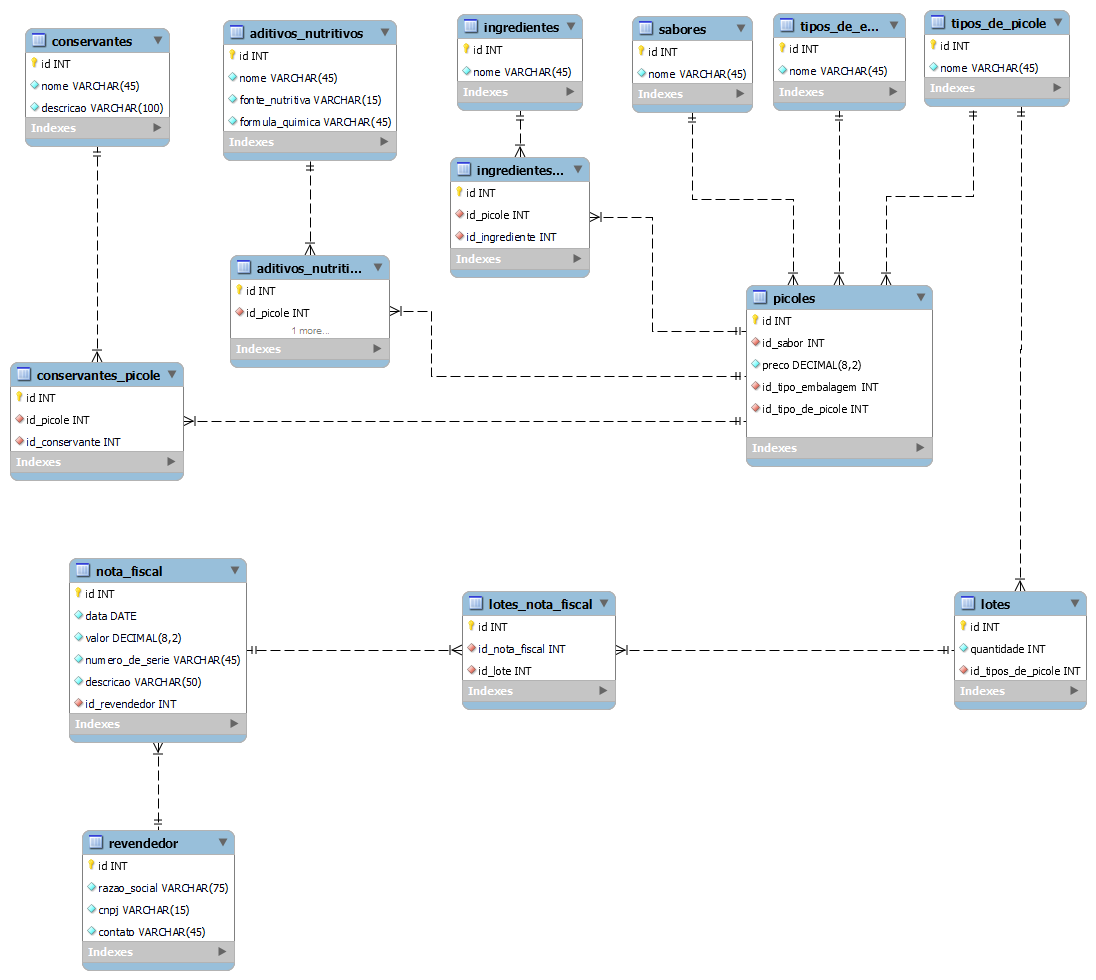 conservantes
id INT
nome VARCHAR(45)
descricao VARCHAR(100)
Indexes
aditivos_nutritivos
id INT
nome VARCHAR(45)
fonte_nutritiva VARCHAR(15)
formula_quimica VARCHAR(45)
Indexes
ingredientes
id INT
nome VARCHAR(45)
Indexes
sabores
id INT
nome VARCHAR(45)
Indexes
tipos_de_e...
id INT
nome VARCHAR(45)
Indexes
tipos_de_picole
id INT
nome VARCHAR(45)
Indexes
ingredientes...
id INT
id_picole INT
id_ingrediente INT
Indexes
aditivos_nutriti...
id INT
id_picole INT
1 more...
Indexes
picoles
id INT
id_sabor INT
preco DECIMAL(8,2)
id_tipo_embalagem INT
id_tipo_de_picole INT
Indexes
conservantes_picole
id INT
id_picole INT
id_conservante INT
Indexes
nota_fiscal
id INT
data DATE
valor DECIMAL(8,2)
numero_de_serie VARCHAR(45)
descricao VARCHAR(50)
id_revendedor INT
Indexes
lotes_nota_fiscal
id INT
id_nota_fiscal INT
id_lote INT
Indexes
lotes
id INT
quantidade INT
id_tipos_de_picole INT
Indexes
revendedor
id INT
razao_social VARCHAR(75)
cnpj VARCHAR(15)
contato VARCHAR(45)
Indexes